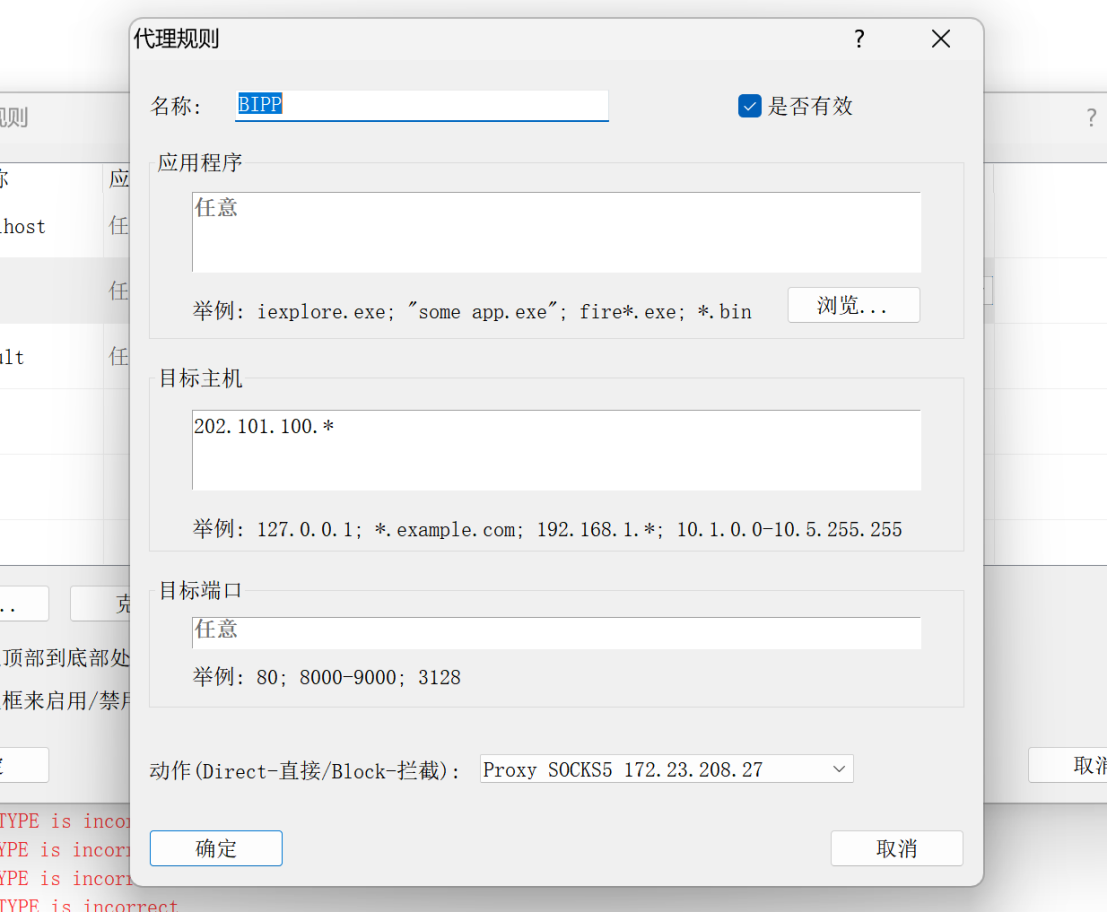 代理规则
?
名称:
BIPP
是否有效
则
?
应用程序
任意
举例: iexplore.exe; "some app.exe"; fire*.exe; *.bin
浏览...
称
应
host
任
任
ult
任
目标主机
202.101.100.*
举例: 127.0.0.1; *.example.com; 192.168.1.*; 10.1.0.0-10.5.255.255
目标端口
任意
举例: 80; 8000-9000; 3128
..
克
顶部到底部处
框来启用/禁用
动作(Direct-直接/Block-拦截):
Proxy SOCKS5 172.23.208.27
取消
确定
取消
TYPE is incor
YPE is incorr
YPE is incorr
TYPE is incorrect